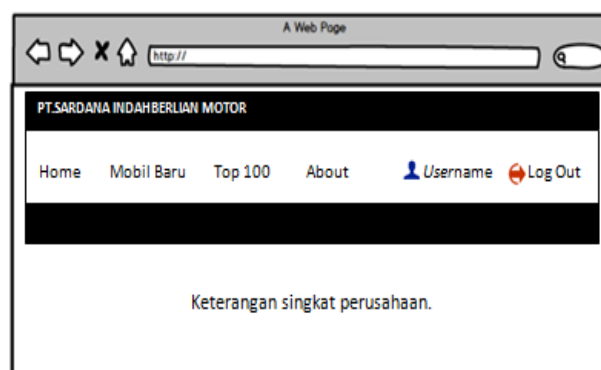 A Web Page
http://
PT.SARDANA INDAHBERLIAN MOTOR
Home Mobil Baru Top 100 About Username Log Out
Keterangan singkat perusahaan.